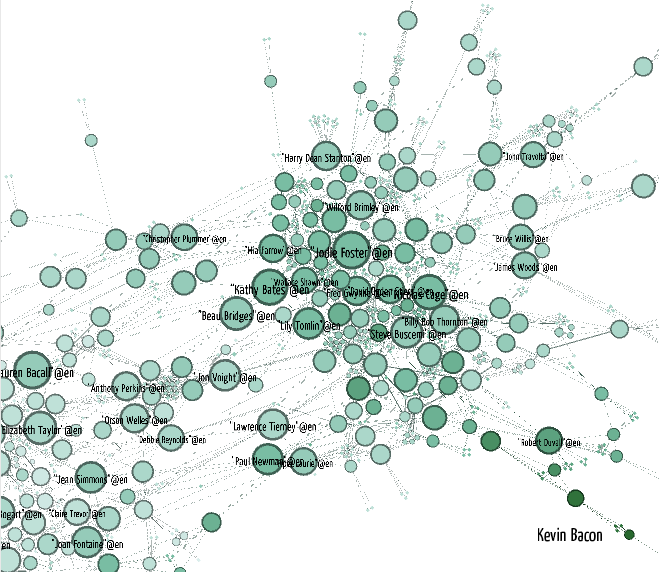 "Harry Dean Stanton"@en
"John Travolta"@en
"Wilford Brimley"@en
"Christopher Plummer"@en
"Brive Willis"@en
"Mia Farrow"@en
"Jodie Foster"@en
"James Woods"@en
"Wallace Shawn"@en
"Kathy Bates"@en
"Beau Bridges"@en
"Lily Tomlin"@en
"Billy Bob Thornton"@en
"Steve Buscemi"@en
auren Bacall"@en
"Jon Voight"@en
"Anthony Perkins"@en
"Orson Welles"@en
"Lawrence Tierney"@en
Elizabeth Taylor"@en
"Debbie Reynolds"@en
"Robert Duvall"@en
"Paul Newman"@en
"Jean Simmons"@en
ogart"@en
"Claire Trevor"@en
Kevin Bacon
"Joan Fontaine"@en